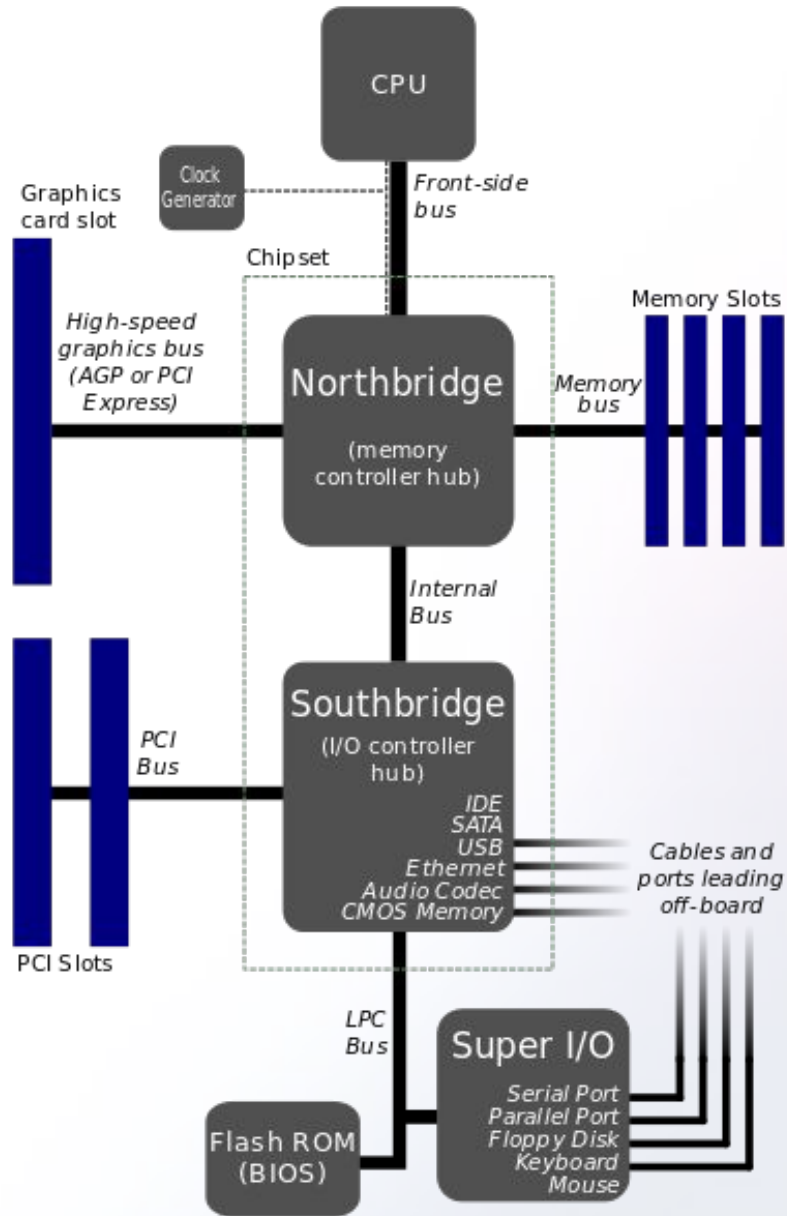 CPU
Clock
Generator
Front-side
bus
Graphics
card slot
Chipset
High-speed
graphics bus
(AGP or PCI
Express)
Memory Slots
Northbridge
(memory
controller hub)
Memory
bus
Internal
Bus
Southbridge
(I/O controller
hub)
PCI
Bus
IDE
SATA
USB
Ethernet
Audio Codec
CMOS Memory
Cables and
ports leading
off-board
PCI Slots
LPC
Bus
Super I/O
Serial Port
Parallel Port
Floppy Disk
Keyboard
Mouse
Flash ROM
(BIOS)